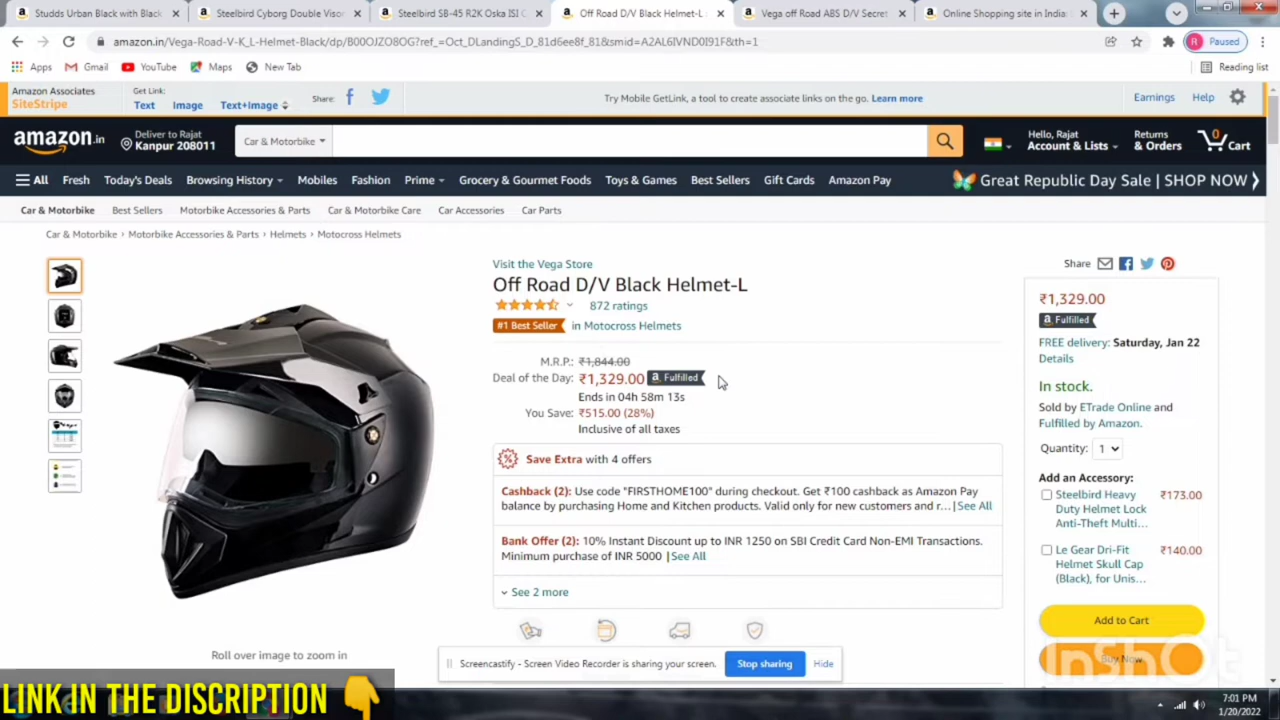 Studds Urban Black with Black
Steelbird Cyborg Double Visor
Steelbird SB-45 R2K Oska ISI C
Off Road D/V Black Helmet-L
Vega off Road ABS D/V Secret
Online Shopping site in India:
amazon.in/Vega-Road-V-K_L-Helmet-Black/dp/B00OJZO8OG?ref_=Oct_DLandingS_D_81d6ee8f_81&smid=A2AL6IVND0I91F&th=1
R Paused
Apps
Gmail
YouTube
Maps
New Tab
Reading list
Amazon Associates
SiteStripe
Get Link:
Text
Image
Text+Image
Share:
Try Mobile GetLink, a tool to create associate links on the go. Learn more
Earnings
Help
amazon.in
Deliver to Rajat
Kanpur 208011
Car & Motorbike
Hello, Rajat
Account & Lists
Returns
& Orders
0
Cart
All
Fresh
Today's Deals
Browsing History
Mobiles
Fashion
Prime
Grocery & Gourmet Foods
Toys & Games
Best Sellers
Gift Cards
Amazon Pay
Great Republic Day Sale | SHOP NOW
Car & Motorbike
Best Sellers
Motorbike Accessories & Parts
Car & Motorbike Care
Car Accessories
Car Parts
Car & Motorbike › Motorbike Accessories & Parts › Helmets › Motocross Helmets
Visit the Vega Store
Off Road D/V Black Helmet-L
872 ratings
#1 Best Seller in Motocross Helmets
M.R.P.: ₹1,844.00
Deal of the Day: ₹1,329.00 Fulfilled
Ends in 04h 58m 13s
You Save: ₹515.00 (28%)
Inclusive of all taxes
Save Extra with 4 offers
Cashback (2): Use code "FIRSTHOME100" during checkout. Get ₹100 cashback as Amazon Pay
balance by purchasing Home and Kitchen products. Valid only for new customers and r... | See All
Bank Offer (2): 10% Instant Discount up to INR 1250 on SBI Credit Card Non-EMI Transactions.
Minimum purchase of INR 5000 | See All
See 2 more
Roll over image to zoom in
Share
₹1,329.00
Fulfilled
FREE delivery: Saturday, Jan 22
Details
In stock.
Sold by ETrade Online and
Fulfilled by Amazon.
Quantity: 1
Add an Accessory:
Steelbird Heavy
Duty Helmet Lock
Anti-Theft Multi...
₹173.00
Le Gear Dri-Fit
Helmet Skull Cap
(Black), for Unis...
₹140.00
Add to Cart
Buy Now
InShOt
Screencastify - Screen Video Recorder is sharing your screen.
Stop sharing
Hide
LINK IN THE DISCRIPTION
7:01 PM
1/20/2022